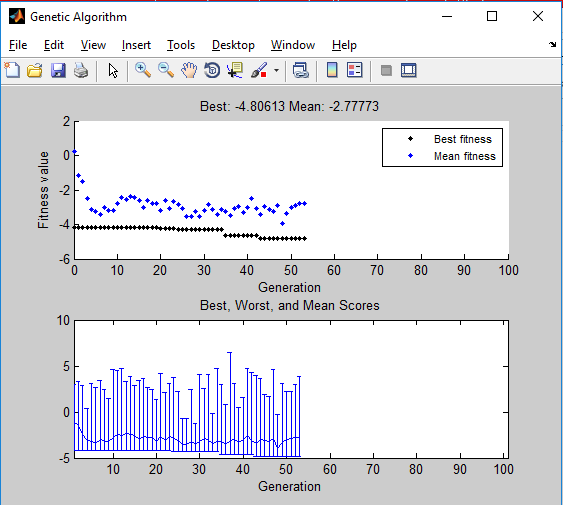 Genetic Algorithm
File Edit View Insert Tools Desktop Window Help
Best: -4.80613 Mean: -2.77773
Fitness value
2
0
-2
-4
-6
Best fitness
Mean fitness
0 10 20 30 40 50 60 70 80 90 100
Generation
Best, Worst, and Mean Scores
10
5
0
-5
10 20 30 40 50 60 70 80 90 100
Generation